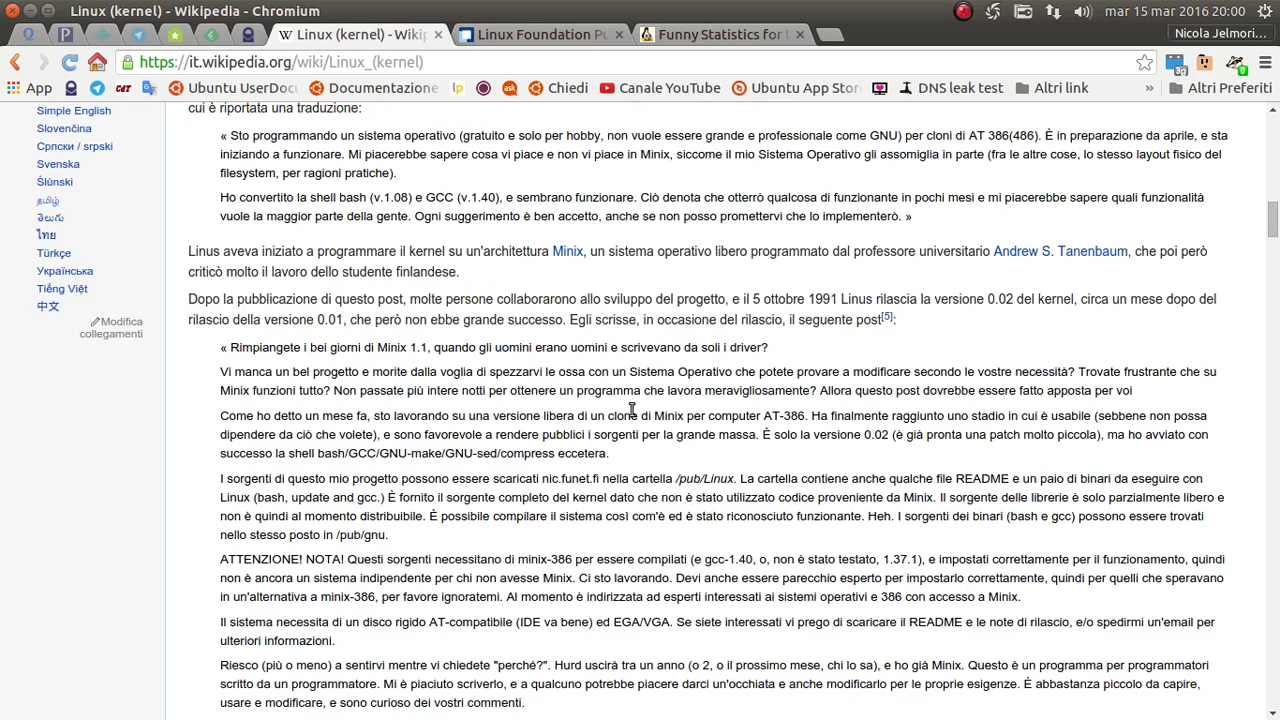 Linux (kernel) - Wikipedia - Chromium
mar 15 mar 2016 20:00
Linux (kernel) - Wikip
Linux Foundation Pu
Funny Statistics for
Nicola Jelmori...
https://it.wikipedia.org/wiki/Linux_(kernel)
App
Ubuntu UserDocu
Documentazione
lp
ask
Chiedi
Canale YouTube
Ubuntu App Store
DNS leak test
Altri link
»
Altri Preferiti
Simple English
Slovenčina
Српски / srpski
Svenska
Ślůnski
தமிழ்
తెలుగు
ไทย
Türkçe
Українська
Tiếng Việt
中文
Modifica
collegamenti
cui è riportata una traduzione:
« Sto programmando un sistema operativo (gratuito e solo per hobby, non vuole essere grande e professionale come GNU) per cloni di AT 386(486). È in preparazione da aprile, e sta
iniziando a funzionare. Mi piacerebbe sapere cosa vi piace e non vi piace in Minix, siccome il mio Sistema Operativo gli assomiglia in parte (fra le altre cose, lo stesso layout fisico del
filesystem, per ragioni pratiche).
Ho convertito la shell bash (v.1.08) e GCC (v.1.40), e sembrano funzionare. Ciò denota che otterrò qualcosa di funzionante in pochi mesi e mi piacerebbe sapere quali funzionalità
vuole la maggior parte della gente. Ogni suggerimento è ben accetto, anche se non posso promettervi che lo implementerò. »
Linus aveva iniziato a programmare il kernel su un'architettura Minix, un sistema operativo libero programmato dal professore universitario Andrew S. Tanenbaum, che poi però
criticò molto il lavoro dello studente finlandese.
Dopo la pubblicazione di questo post, molte persone collaborarono allo sviluppo del progetto, e il 5 ottobre 1991 Linus rilascia la versione 0.02 del kernel, circa un mese dopo del
rilascio della versione 0.01, che però non ebbe grande successo. Egli scrisse, in occasione del rilascio, il seguente post[5]:
« Rimpiangete i bei giorni di Minix 1.1, quando gli uomini erano uomini e scrivevano da soli i driver?
Vi manca un bel progetto e morite dalla voglia di spezzarvi le ossa con un Sistema Operativo che potete provare a modificare secondo le vostre necessità? Trovate frustrante che su
Minix funzioni tutto? Non passate più intere notti per ottenere un programma che lavora meravigliosamente? Allora questo post dovrebbe essere fatto apposta per voi
Come ho detto un mese fa, sto lavorando su una versione libera di un clone di Minix per computer AT-386. Ha finalmente raggiunto uno stadio in cui è usabile (sebbene non possa
dipendere da ciò che volete), e sono favorevole a rendere pubblici i sorgenti per la grande massa. È solo la versione 0.02 (è già pronta una patch molto piccola), ma ho avviato con
successo la shell bash/GCC/GNU-make/GNU-sed/compress eccetera.
I sorgenti di questo mio progetto possono essere scaricati nic.funet.fi nella cartella /pub/Linux. La cartella contiene anche qualche file README e un paio di binari da eseguire con
Linux (bash, update and gcc.) È fornito il sorgente completo del kernel dato che non è stato utilizzato codice proveniente da Minix. Il sorgente delle librerie è solo parzialmente libero e
non è quindi al momento distribuibile. È possibile compilare il sistema così com'è ed è stato riconosciuto funzionante. Heh. I sorgenti dei binari (bash e gcc) possono essere trovati
nello stesso posto in /pub/gnu.
ATTENZIONE! NOTA! Questi sorgenti necessitano di minix-386 per essere compilati (e gcc-1.40, o, non è stato testato, 1.37.1), e impostati correttamente per il funzionamento, quindi
non è ancora un sistema indipendente per chi non avesse Minix. Ci sto lavorando. Devi anche essere parecchio esperto per impostarlo correttamente, quindi per quelli che speravano
in un'alternativa a minix-386, per favore ignoratemi. Al momento è indirizzata ad esperti interessati ai sistemi operativi e 386 con accesso a Minix.
Il sistema necessita di un disco rigido AT-compatibile (IDE va bene) ed EGA/VGA. Se siete interessati vi prego di scaricare il README e le note di rilascio, e/o spedirmi un'email per
ulteriori informazioni.
Riesco (più o meno) a sentirvi mentre vi chiedete "perché?". Hurd uscirà tra un anno (o 2, o il prossimo mese, chi lo sa), e ho già Minix. Questo è un programma per programmatori
scritto da un programmatore. Mi è piaciuto scriverlo, e a qualcuno potrebbe piacere darci un'occhiata e anche modificarlo per le proprie esigenze. È abbastanza piccolo da capire,
usare e modificare, e sono curioso dei vostri commenti.